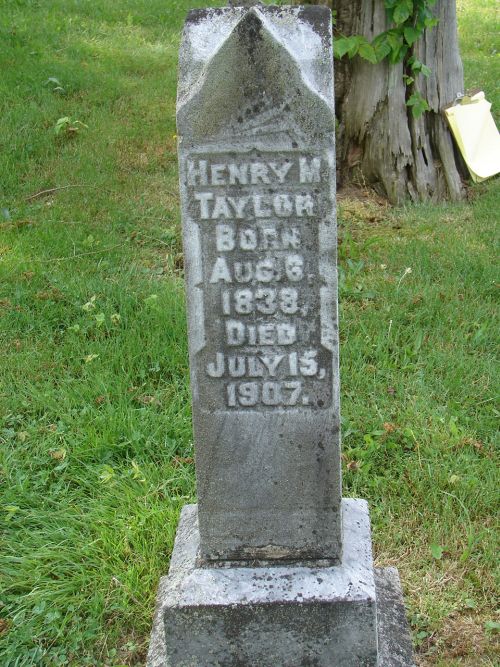 HENRY M
TAYLOR
BORN
AUG. 6,
1838,
DIED
JULY 15,
1907.